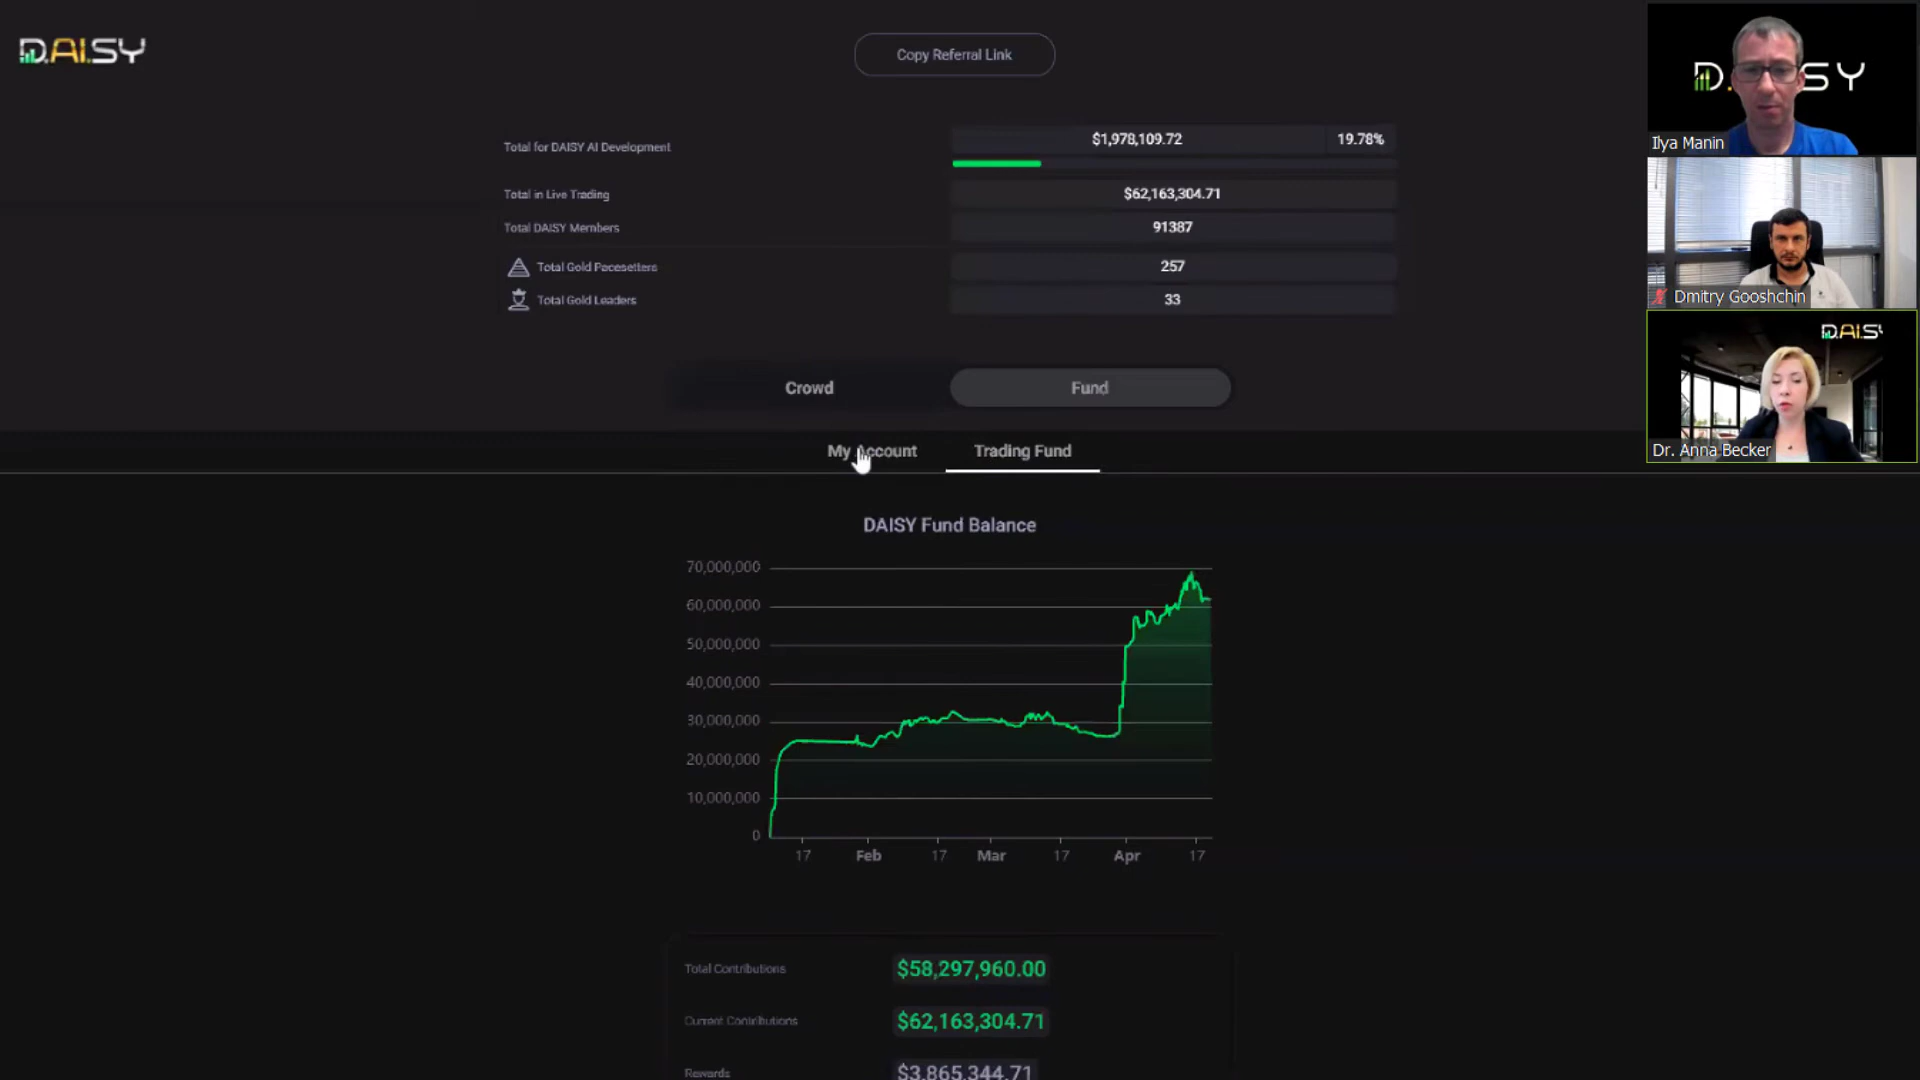 D.AI.SY
Copy Referral Link
Total for DAISY AI Development
$1,978,109.72
19.78%
Total in Live Trading
$62,163,304.71
Total DAISY Members
91387
Total Gold Pacesetters
257
Total Gold Leaders
33
Crowd
Fund
My Account
Trading Fund
DAISY Fund Balance
70,000,000
60,000,000
50,000,000
40,000,000
30,000,000
20,000,000
10,000,000
0
17 Feb 17 Mar 17 Apr 17
Total Contributions
$58,297,960.00
Current Contributions
$62,163,304.71
Rewards
$3,865,344.71
D. SY
Ilya Manin
Dmitry Gooshchin
D.AI.S
Dr. Anna Becker